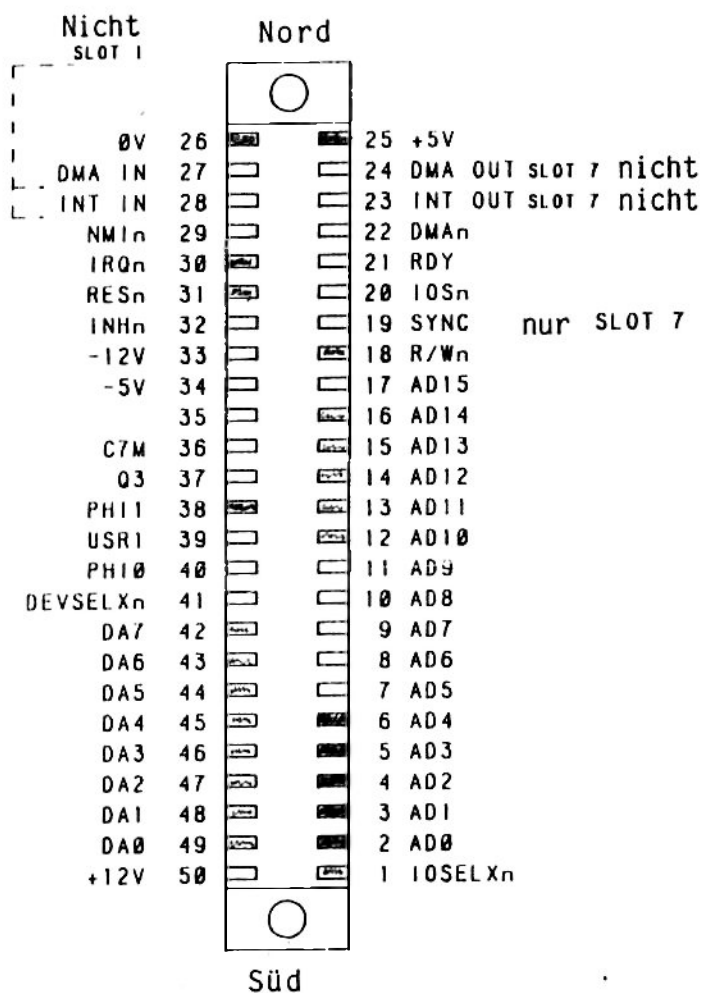 Nicht
SLOT 1
Nord
0V 26 25 +5V
DMA IN 27 24 DMA OUT SLOT 7 nicht
INT IN 28 23 INT OUT SLOT 7 nicht
NMIn 29 22 DMAn
IRQn 30 21 RDY
RESn 31 20 IOSn
INHn 32 19 SYNC nur SLOT 7
-12V 33 18 R/Wn
-5V 34 17 AD15
35 16 AD14
C7M 36 15 AD13
Q3 37 14 AD12
PHI1 38 13 AD11
USR1 39 12 AD10
PHI0 40 11 AD9
DEVSELXn 41 10 AD8
DA7 42 9 AD7
DA6 43 8 AD6
DA5 44 7 AD5
DA4 45 6 AD4
DA3 46 5 AD3
DA2 47 4 AD2
DA1 48 3 AD1
DA0 49 2 AD0
+12V 50 1 IOSELXn
Süd